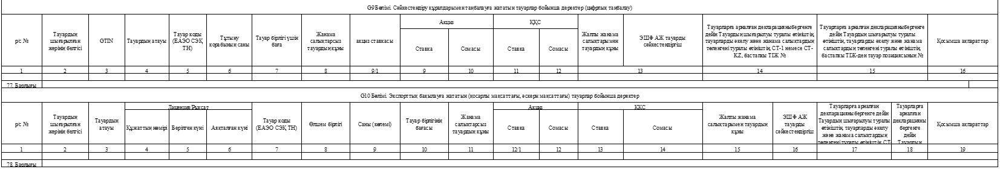 G9 Бөлімі. Сәйкестендіру құралдарымен таңбалауға жататын тауарлар бойынша деректер (цифрлық таңбалау)
р/с №
Тауардың
шығарылған
жерінің белгісі
GTIN
Тауардың атауы
Тауар коды
(ЕАЭО СЭҚ
ТН)
Тұтыну
қорабының саны
Тауар бірлігі үшін
баға
Жанама
салықтарсыз
тауардың құны
акциз ставкасы
Акциз
Ставка
Сомасы
ҚҚС
Ставка
Сомасы
Жалпы жанама
салықтарымен
тауардың құны
ЭШФ АЖ тауарды
сәйкестендіргіш
Тауарларға арналған декларацияны бергенге
дейін Тауардың шығарылуы туралы өтініштің,
тауарларды әкелу және жанама салықтардың
төленгені туралы өтініштің, СТ-1 немесе СТ-
KZ, бастапқы ТІЖ №
Тауарларға арналған декларацияны бергенге
дейін Тауардың шығарылуы туралы
өтініштің, тауарларды әкелу және жанама
салықтардың төленгені туралы өтініштің,
бастапқы ТІЖ-ден тауар позициясының №
Қосымша ақпараттар
1 2 3 4 5 6 7 8 9/1 9 10 11 12 13 14 15 16
77. Барлығы
G10 Бөлімі. Экспорттық бақылауға жататын (қосарлы мақсаттағы, әскери мақсаттағы) тауарлар бойынша деректер
р/с №
Тауардың
шығарылған
жерінің белгісі
Тауардың
атауы
Лицензия/Рұқсат
Құжаттың нөмірі
Берілген күні
Аяқталған күні
Тауар коды
(ЕАЭО СЭҚ ТН)
Өлшем бірлігі
Саны (көлемі)
Тауар бірлігінің
бағасы
Жанама
салықтарсыз
тауардың құны
Акциз
Ставка
Сомасы
ҚҚС
Ставка
Сомасы
Жалпы жанама
салықтарымен тауардың
құны
ЭШФ АЖ
тауарды
сәйкестендіргіш
Тауарларға арналған
декларацияны бергенге дейін
Тауардың шығарылуы туралы
өтініштің, тауарларды әкелу
және жанама салықтардың
төленгені туралы өтініштің, СТ-
Тауарларға
арналған
декларацияны
бергенге
дейін
Тауардың
Қосымша ақпараттар
1 2 3 4 5 6 7 8 9 10 11 12/1 12 13 14 15 16 17 18 19
78. Барлығы